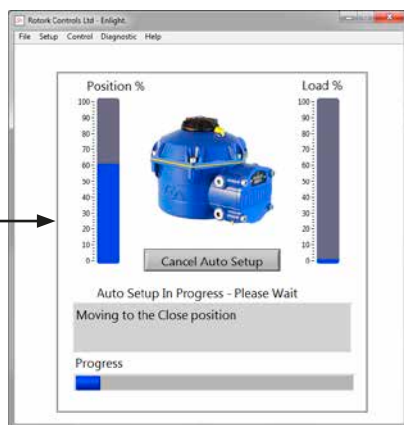 Rotork Controls Ltd - Enlight.
File Setup Control Diagnostic Help
Position % Load %
100 100
90 90
80 80
70 70
60 60
50 50
40 40
30 30
20 20
10 10
0 0
Cancel Auto Setup
Auto Setup In Progress - Please Wait
Moving to the Close position
Progress